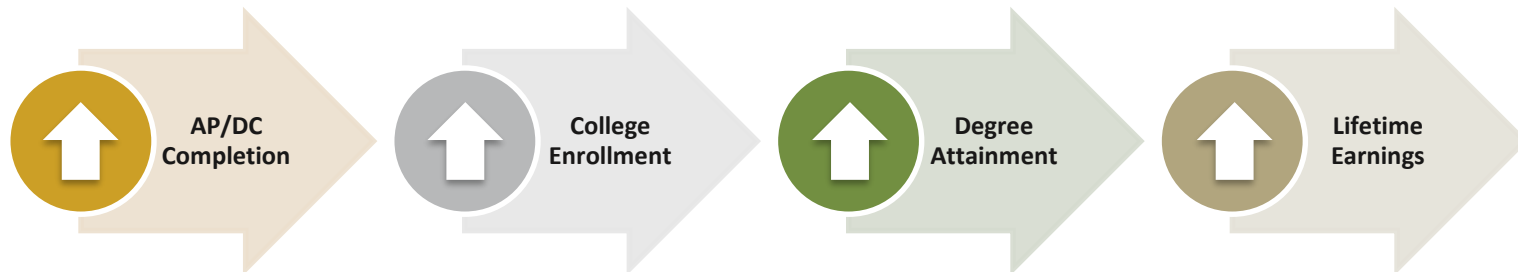 AP/DC
Completion
College
Enrollment
Degree
Attainment
Lifetime
Earnings